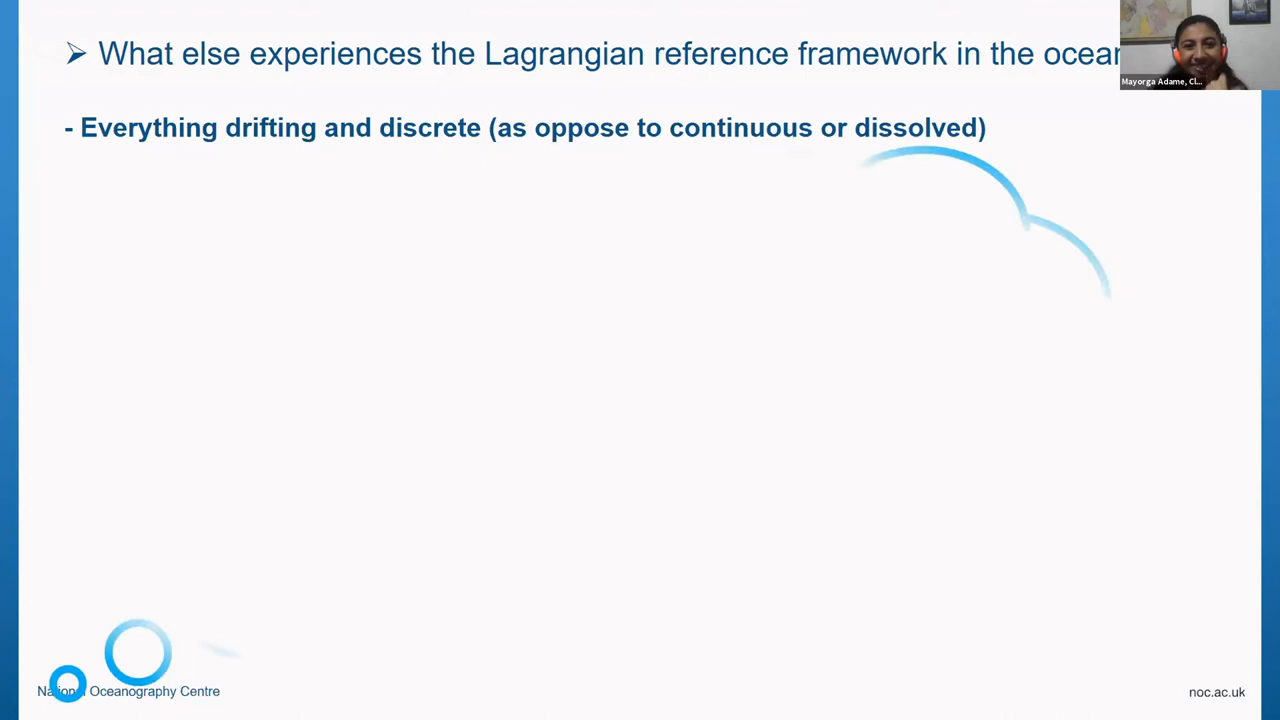 ➢ What else experiences the Lagrangian reference framework in the ocean
- Everything drifting and discrete (as oppose to continuous or dissolved)
Mayorga Adame, Cl...
National Oceanography Centre
noc.ac.uk